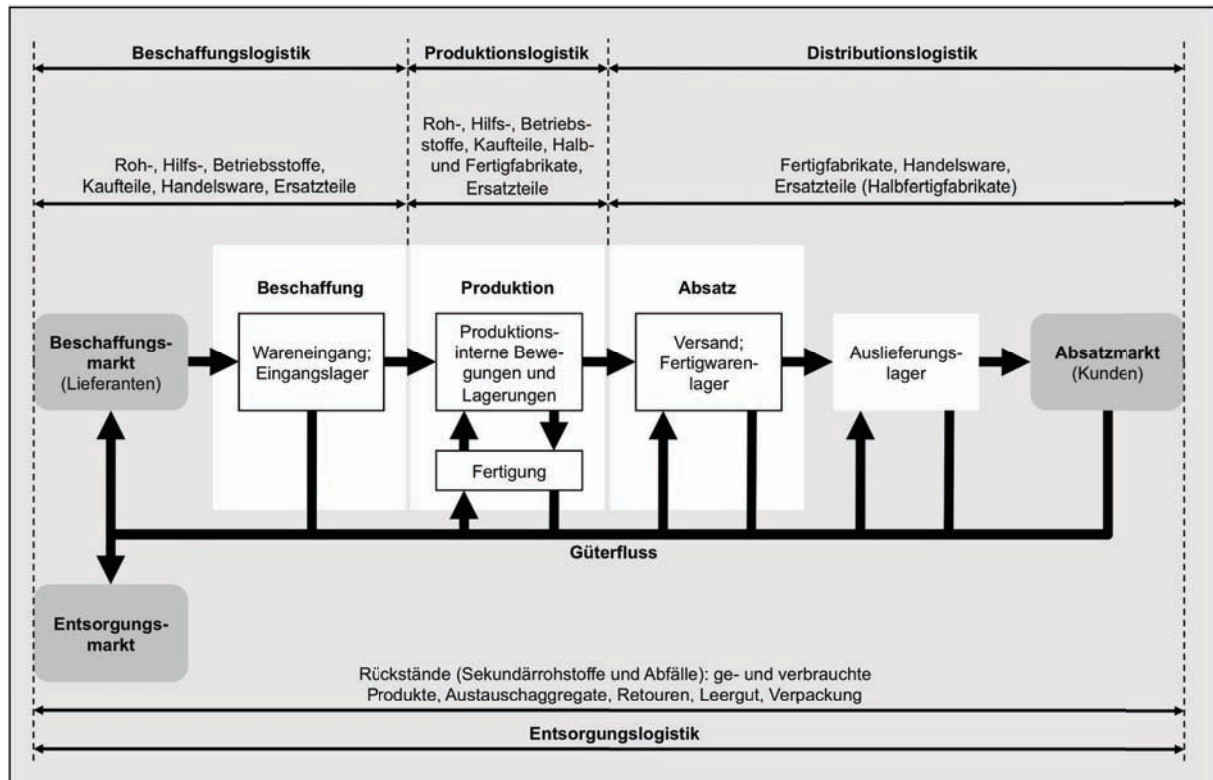 Beschaffungslogistik
Produktionslogistik
Distributionslogistik
Roh-, Hilfs-, Betriebsstoffe,
Kaufteile, Handelsware, Ersatzteile
Roh-, Hilfs-, Betriebs-
stoffe, Kaufteile, Halb-
und Fertigfabrikate,
Ersatzteile
Fertigfabrikate, Handelsware,
Ersatzteile (Halbfertigfabrikate)
Beschaffung
Produktion
Absatz
Beschaffungs-
markt
(Lieferanten)
Wareneingang;
Eingangslager
Produktions-
interne Bewe-
gungen und
Lagerungen
Versand;
Fertigwaren-
lager
Auslieferungs-
lager
Absatzmarkt
(Kunden)
Fertigung
Güterfluss
Entsorgungs-
markt
Rückstände (Sekundärrohstoffe und Abfälle): ge- und verbrauchte
Produkte, Austauschaggregate, Retouren, Leergut, Verpackung
Entsorgungslogistik